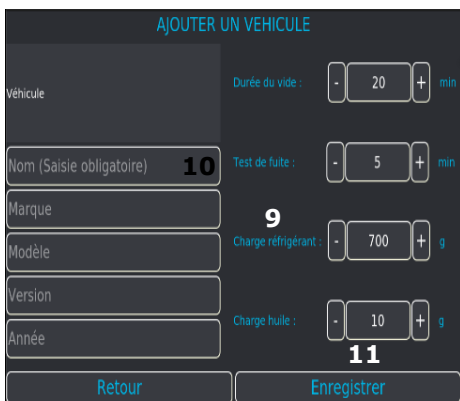 AJOUTER UN VEHICULE
Véhicule
Nom (Saisie obligatoire) 10
Marque
Modèle
Version
Année
Durée du vide : - 20 + min
Test de fuite : - 5 + min
9
Charge réfrigérant : - 700 + g
Charge huile : - 10 + g
11
Retour
Enregistrer